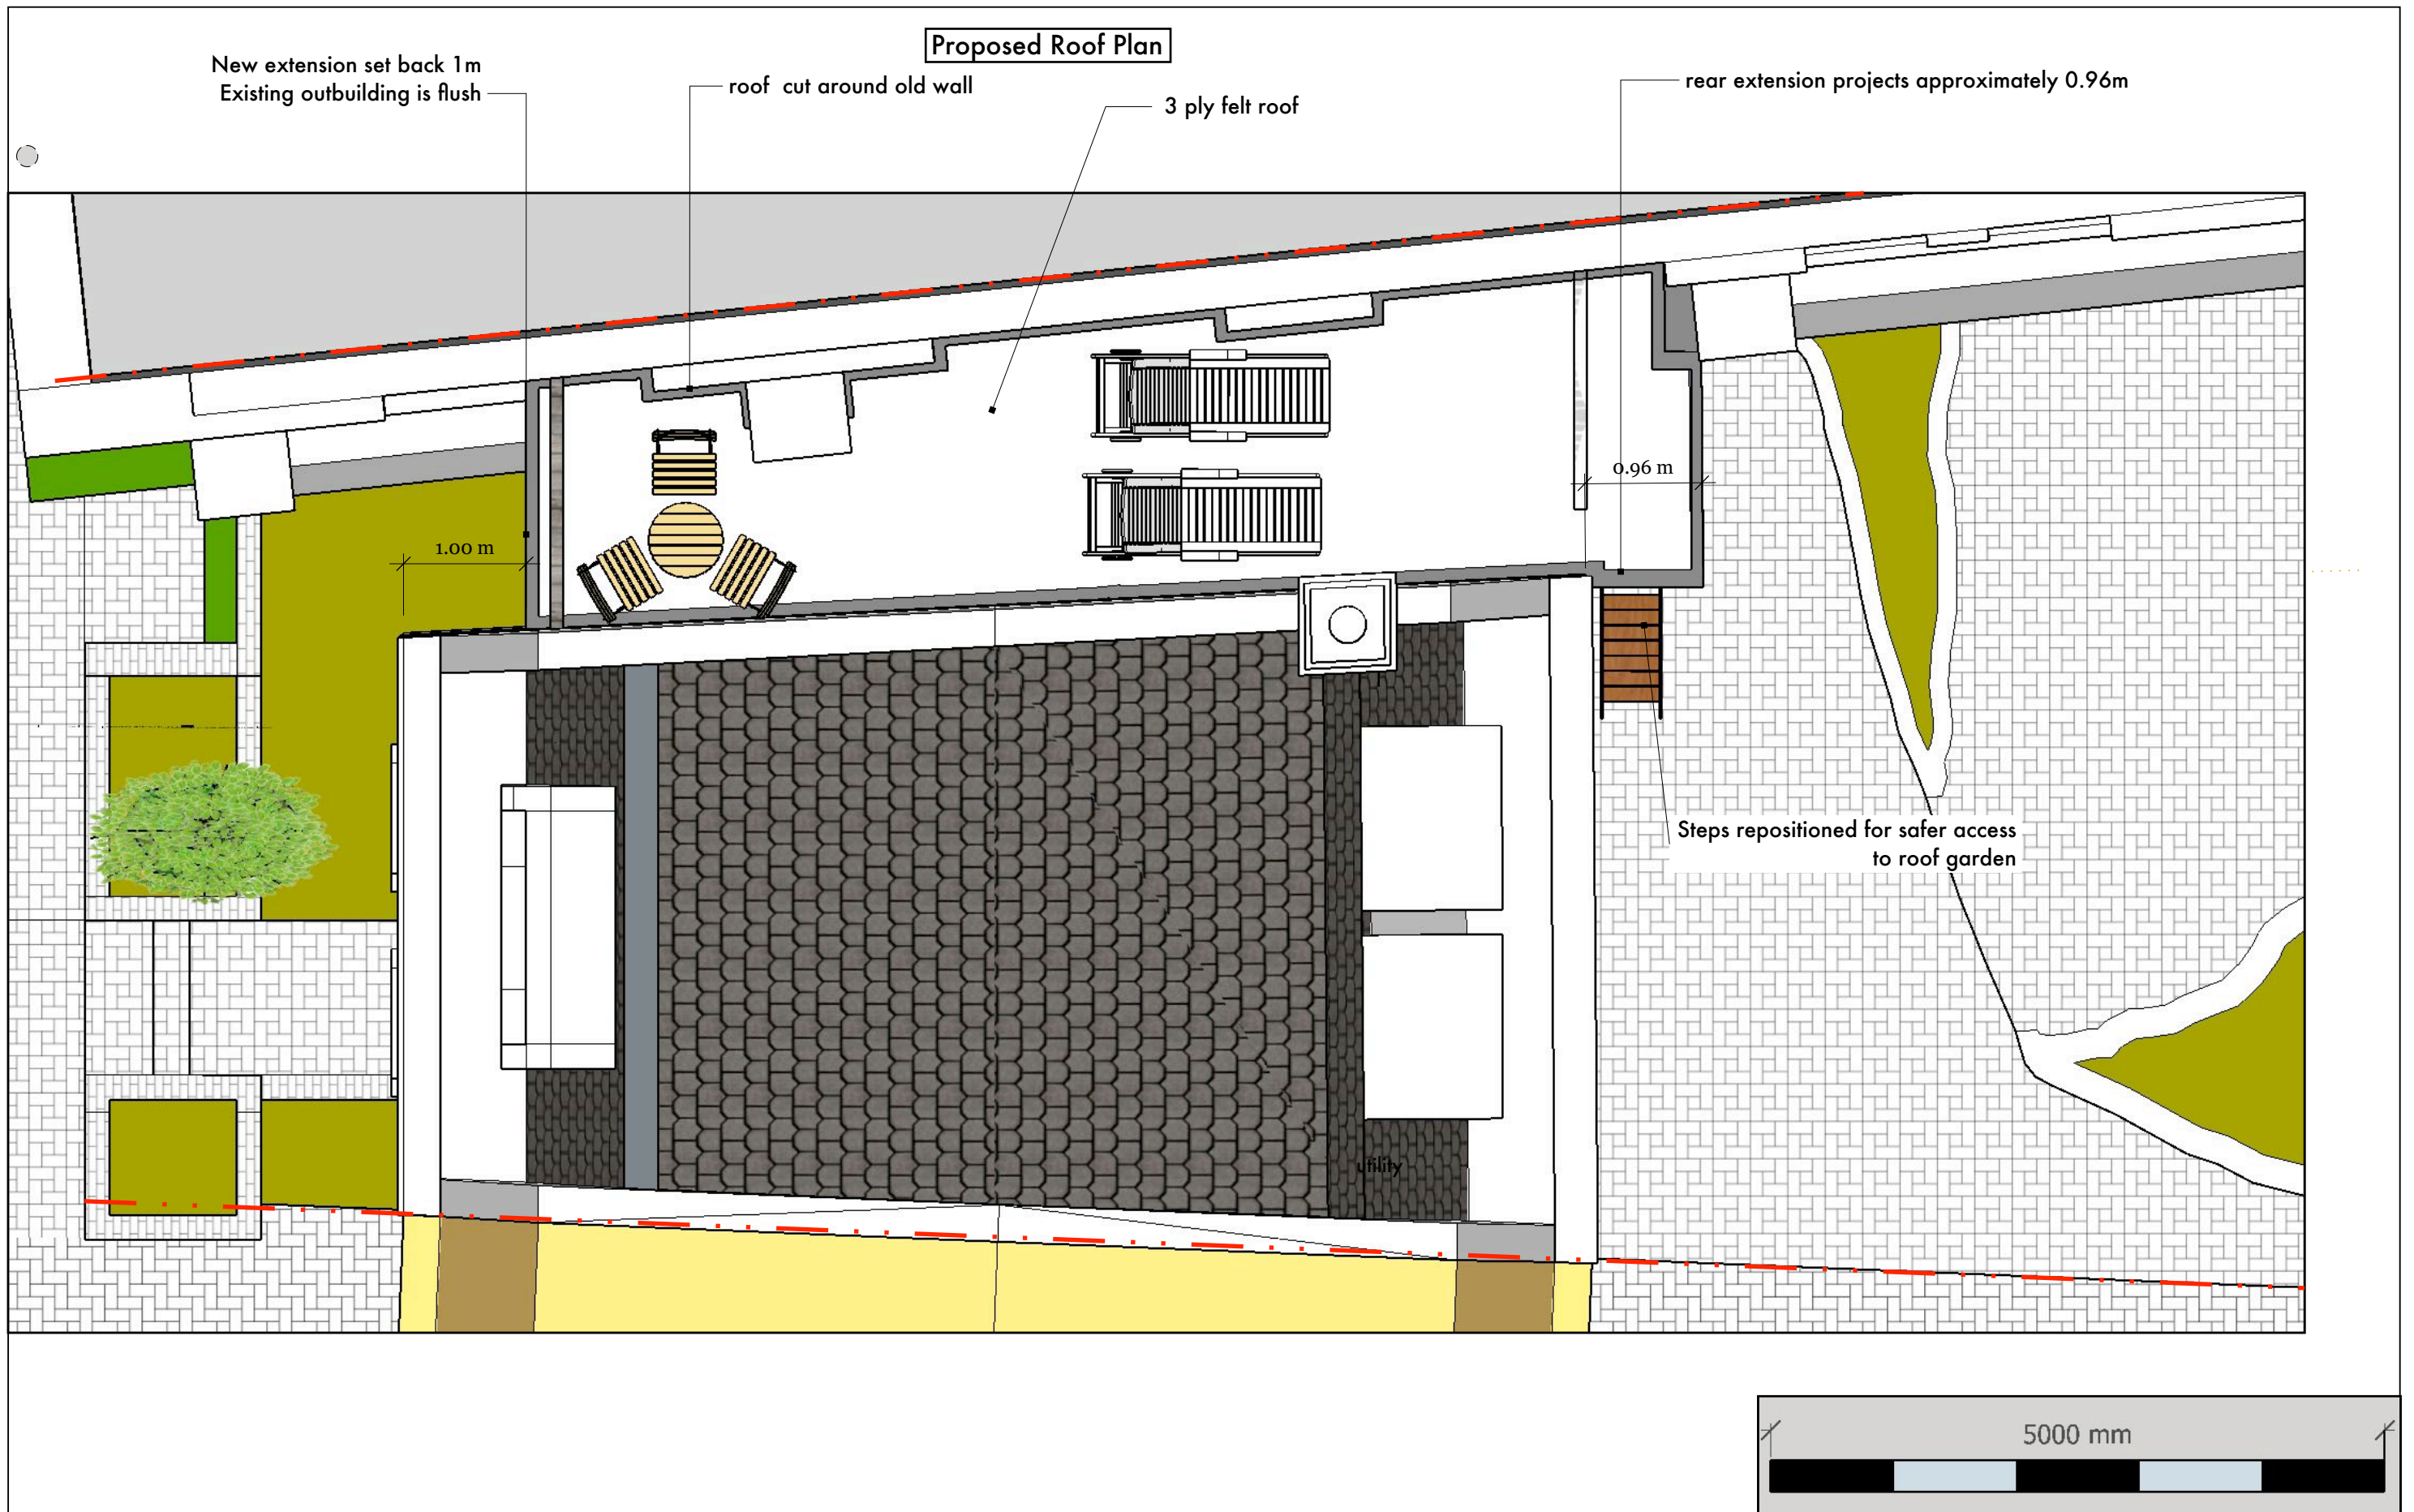 Proposed Roof Plan
New extension set back 1m
Existing outbuilding is flush
roof cut around old wall
3 ply felt roof
rear extension projects approximately 0.96m
0.96 m
1.00 m
Steps repositioned for safer access
to roof garden
utility
5000 mm